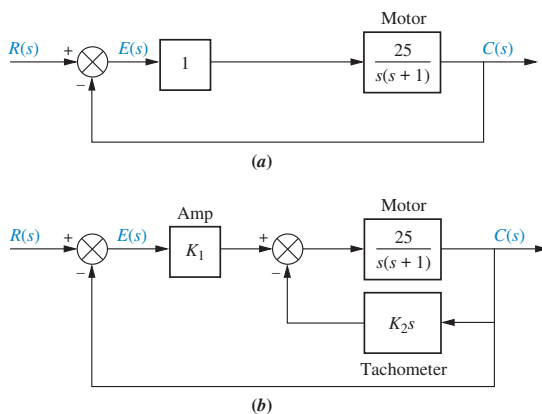 Motor
R(s) + E(s) 1 25 C(s)
s(s + 1)
−
(a)
Amp Motor
R(s) + E(s) K1 + 25 C(s)
s(s + 1)
− −
K2s
Tachometer
(b)